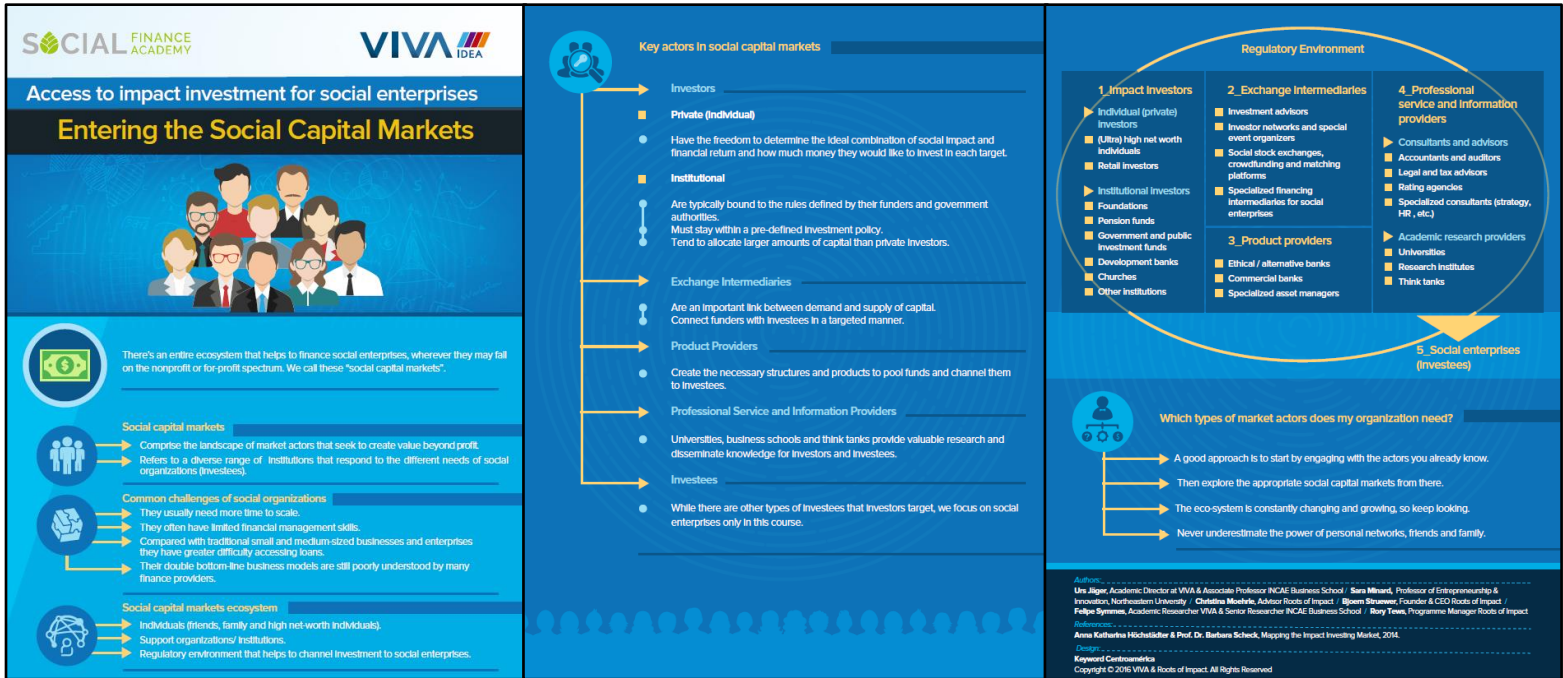 SOCIAL FINANCE ACADEMY
VIVA IDEA
Access to impact investment for social enterprises
Entering the Social Capital Markets
There's an entire ecosystem that helps to finance social enterprises, wherever they may fall
on the nonprofit or for-profit spectrum. We call these “social capital markets”.
Social capital markets
Comprise the landscape of market actors that seek to create value beyond profit.
Refers to a diverse range of institutions that respond to the different needs of social
organizations (investees).
Common challenges of social organizations
They usually need more time to scale.
They often have limited financial management skills.
Compared with traditional small and medium-sized businesses and enterprises
they have greater difficulty accessing loans.
Their double bottom-line business models are still poorly understood by many
finance providers.
Social capital markets ecosystem
Individuals (friends, family and high net-worth individuals).
Support organizations/ institutions.
Regulatory environment that helps to channel investment to social enterprises.
Key actors in social capital markets
Investors
Private (individual)
Have the freedom to determine the ideal combination of social impact and
financial return and how much money they would like to invest in each target.
Institutional
Are typically bound to the rules defined by their funders and government
authorities.
Must stay within a pre-defined investment policy.
Tend to allocate larger amounts of capital than private investors.
Exchange Intermediaries
Are an important link between demand and supply of capital.
Connect funders with investees in a targeted manner.
Product Providers
Create the necessary structures and products to pool funds and channel them
to investees.
Professional Service and Information Providers
Universities, business schools and think tanks provide valuable research and
disseminate knowledge for investors and investees.
Investees
While there are other types of investees that investors target, we focus on social
enterprises only in this course.
Regulatory Environment
1_Impact Investors
Individual (private)
investors
(Ultra) high net worth
individuals
Retail investors
Institutional investors
Foundations
Pension funds
Government and public
investment funds
Development banks
Churches
Other institutions
2_Exchange Intermediaries
Investment advisors
Investor networks and special
event organizers
Social stock exchanges,
crowdfunding and matching
platforms
Specialized financing
intermediaries for social
enterprises
3_Product providers
Ethical / alternative banks
Commercial banks
Specialized asset managers
4_Professional
service and information
providers
Consultants and advisors
Accountants and auditors
Legal and tax advisors
Rating agencies
Specialized consultants (strategy,
HR , etc.)
Academic research providers
Universities
Research institutes
Think tanks
5_Social enterprises
(investees)
Which types of market actors does my organization need?
A good approach is to start by engaging with the actors you already know.
Then explore the appropriate social capital markets from there.
The eco-system is constantly changing and growing, so keep looking.
Never underestimate the power of personal networks, friends and family.
Authors:
Urs Jäger, Academic Director at VIVA & Associate Professor INCAE Business School / Sara Minard, Professor of Entrepreneurship &
Innovation, Northeastern University / Christina Moehrle, Advisor Roots of Impact / Bjoern Struewer, Founder & CEO Roots of Impact /
Felipe Symmes, Academic Researcher VIVA & Senior Researcher INCAE Business School / Rory Tews, Programme Manager Roots of Impact
References:
Anna Katharina Höchstädter & Prof. Dr. Barbara Scheck, Mapping the Impact Investing Market, 2014.
Design:
Keyword Centroamérica
Copyright © 2016 VIVA & Roots of Impact. All Rights Reserved